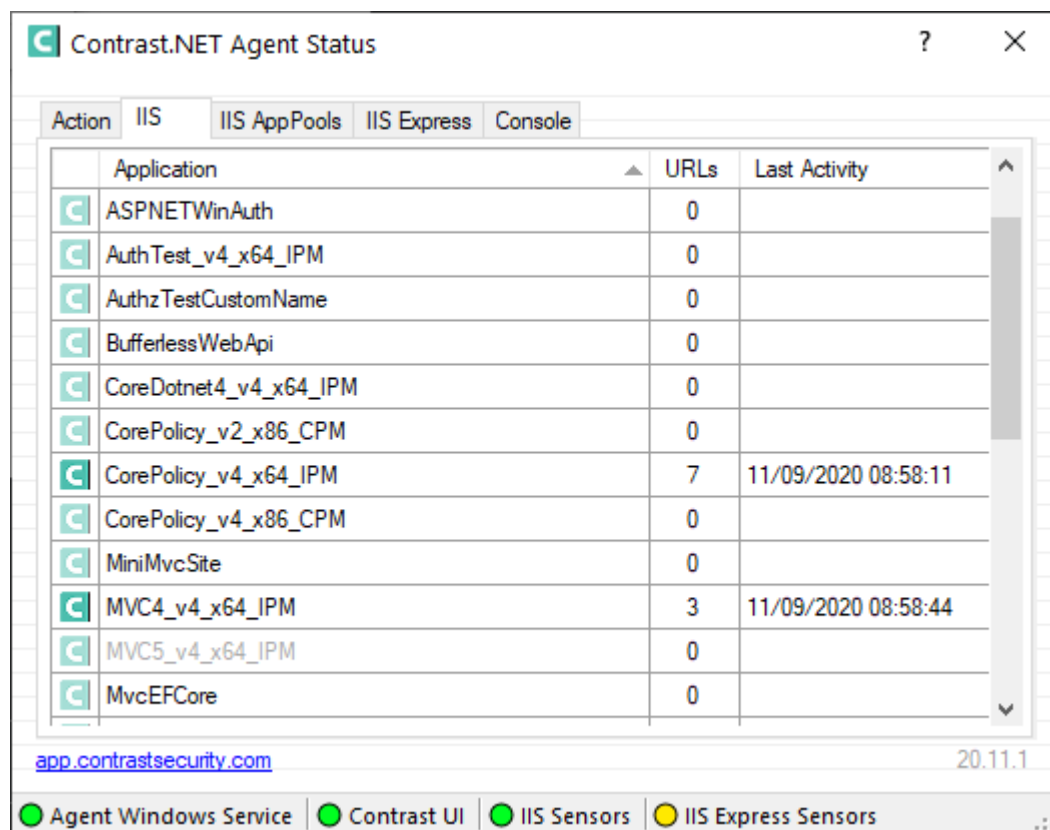 Contrast.NET Agent Status
Action IIS IIS AppPools IIS Express Console
Application URLs Last Activity
ASPNETWinAuth 0
AuthTest_v4_x64_IPM 0
AuthzTestCustomName 0
BufferlessWebApi 0
CoreDotnet4_v4_x64_IPM 0
CorePolicy_v2_x86_CPM 0
CorePolicy_v4_x64_IPM 7 11/09/2020 08:58:11
CorePolicy_v4_x86_CPM 0
MiniMvcSite 0
MVC4_v4_x64_IPM 3 11/09/2020 08:58:44
MVC5_v4_x64_IPM 0
MvcEFCore 0
app.contrastsecurity.com 20.11.1
Agent Windows Service Contrast UI IIS Sensors IIS Express Sensors